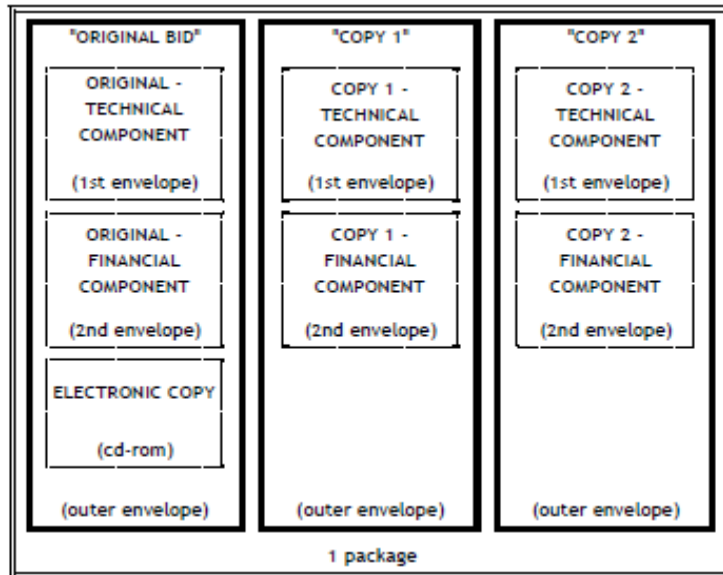 "ORIGINAL BID"
ORIGINAL -
TECHNICAL
COMPONENT
(1st envelope)
ORIGINAL -
FINANCIAL
COMPONENT
(2nd envelope)
ELECTRONIC COPY
(cd-rom)
(outer envelope)
"COPY 1"
COPY 1 -
TECHNICAL
COMPONENT
(1st envelope)
COPY 1 -
FINANCIAL
COMPONENT
(2nd envelope)
(outer envelope)
"COPY 2"
COPY 2 -
TECHNICAL
COMPONENT
(1st envelope)
COPY 2 -
FINANCIAL
COMPONENT
(2nd envelope)
(outer envelope)
1 package